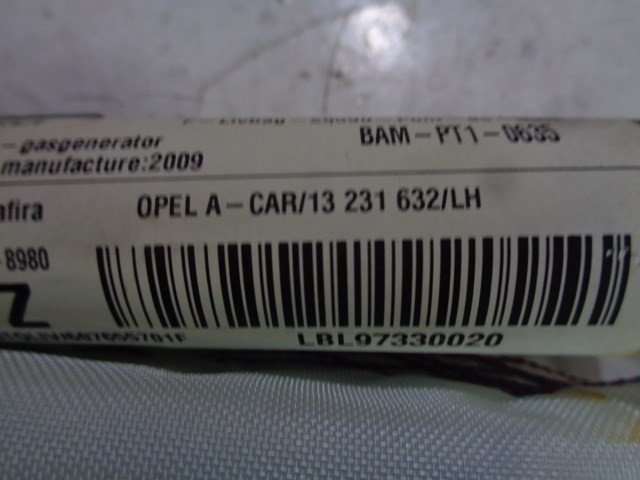 - gasgenerator BAM-PT1-0635
manufacture:2009
afira OPEL A-CAR/13 231 632/LH
8980
LBL97330020